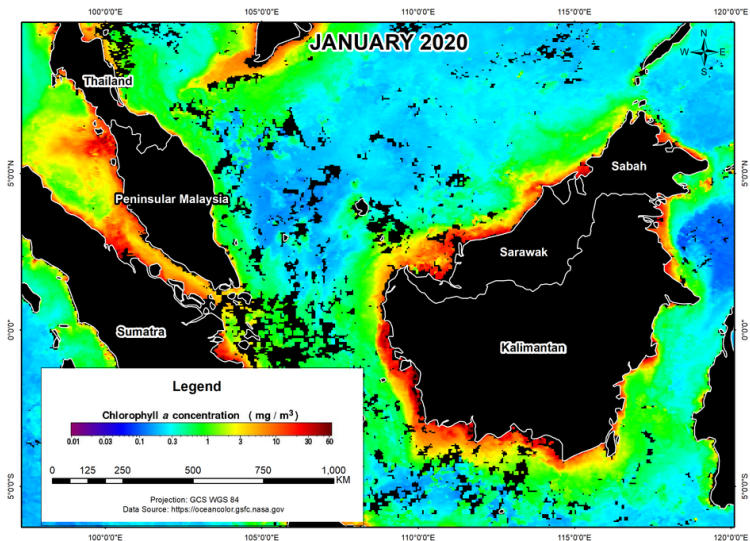 100°0'0"E 105°0'0"E 110°0'0"E 115°0'0"E 120°0'0"E
JANUARY 2020
N
W E
S
Thailand
5°0'0"N 5°0'0"N
Sabah
Peninsular Malaysia
Sarawak
0°0'0" 0°0'0"
Sumatra
Kalimantan
Legend
Chlorophyll a concentration ( mg / m³)
0.01 0.03 0.1 0.3 1 3 10 30 60
0 125 250 500 750 1,000
KM
5°0'0"S 5°0'0"S
Projection: GCS WGS 84
Data Source: https://oceancolor.gsfc.nasa.gov
100°0'0"E 105°0'0"E 110°0'0"E 115°0'0"E 120°0'0"E